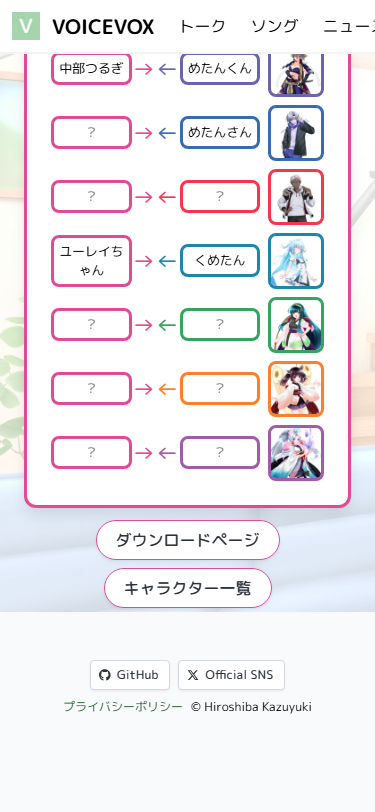 V VOICEVOX トーク ソング ニュース
中部つるぎ → ← めたんくん
? → ← めたんさん
? → ← ?
ユーレイち
ゃん → ← くめたん
? → ← ?
? → ← ?
? → ← ?
ダウンロードページ
キャラクター一覧
GitHub Official SNS
プライバシーポリシー © Hiroshiba Kazuyuki